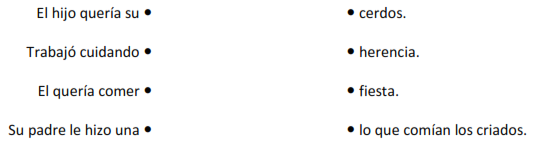 El hijo quería su • • cerdos.
Trabajó cuidando • • herencia.
El quería comer • • fiesta.
Su padre le hizo una • • lo que comían los criados.